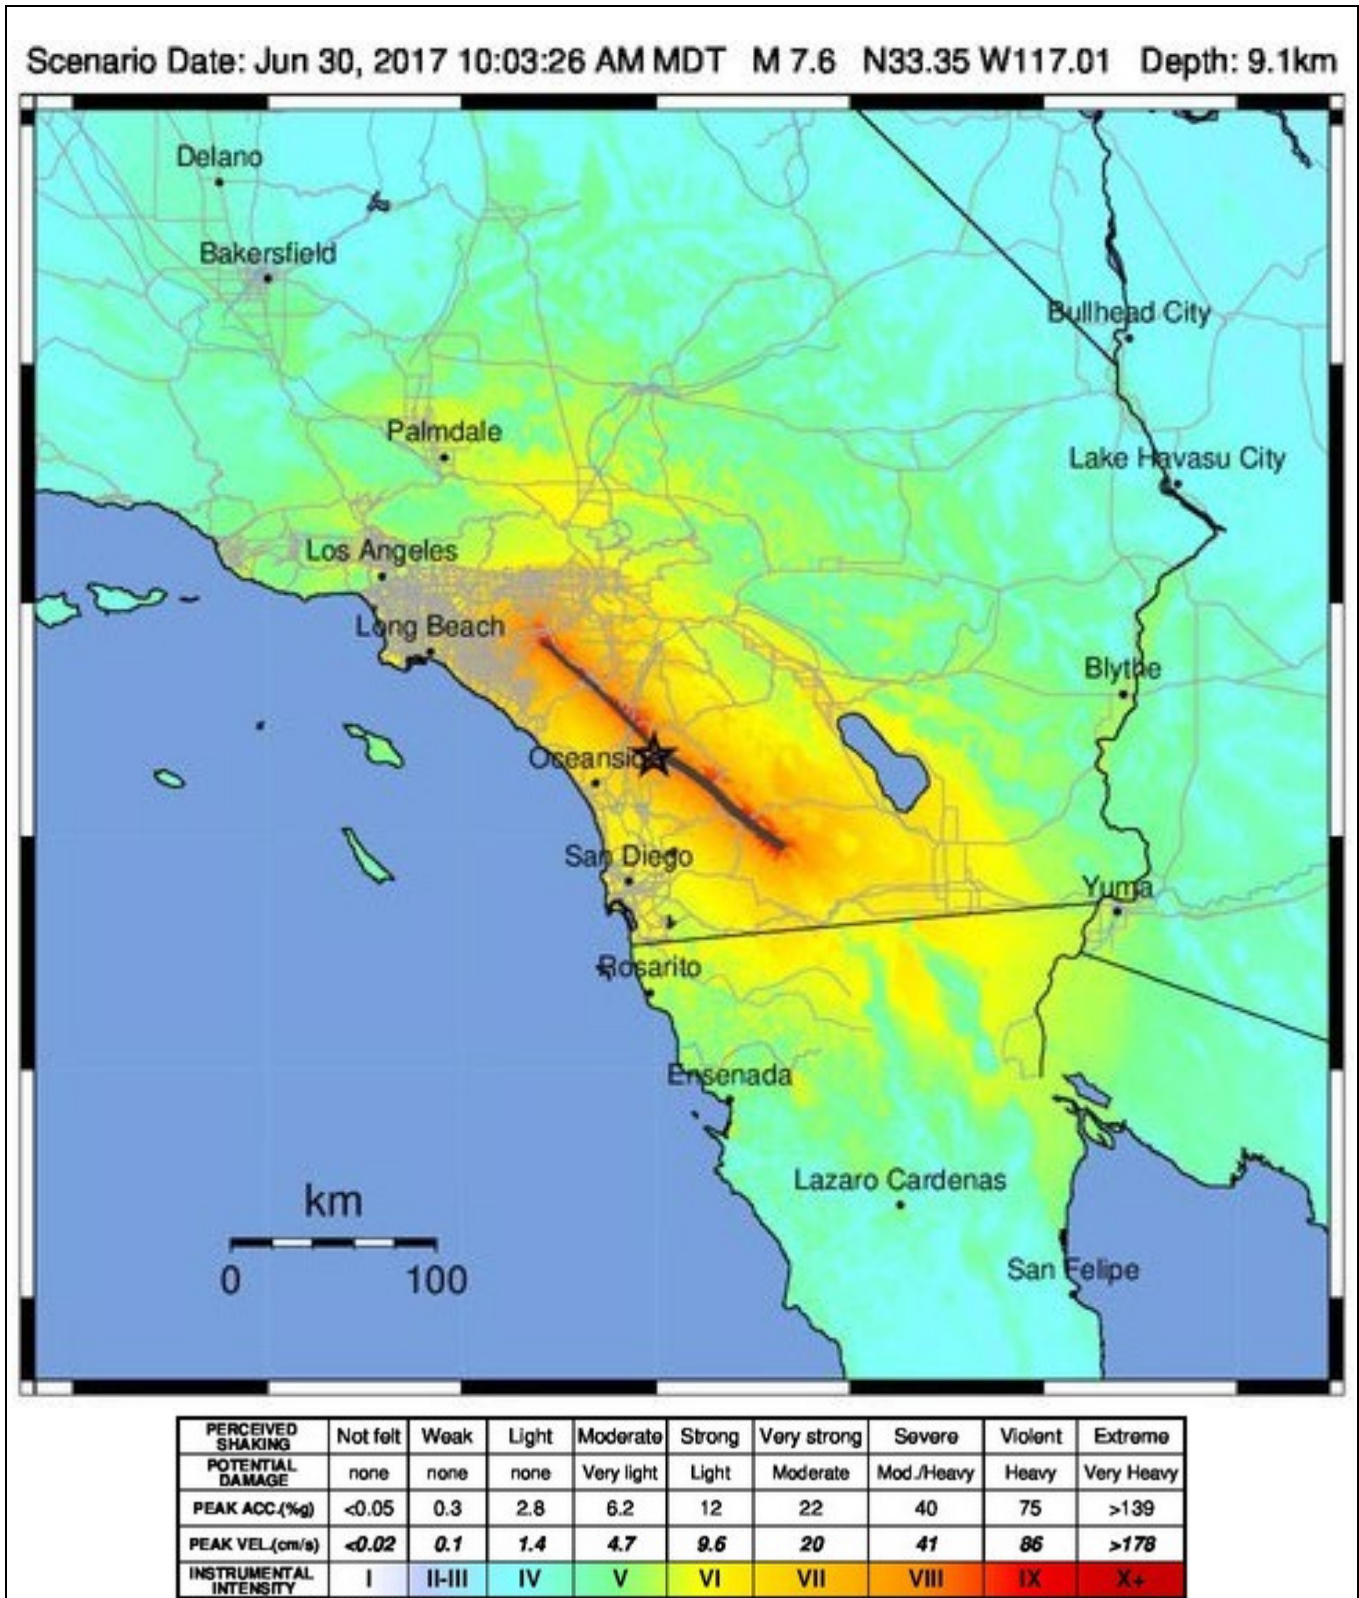 Scenario Date: Jun 30, 2017 10:03:26 AM MDT M 7.6 N33.35 W117.01 Depth: 9.1km
Delano
Bakersfield
Bullhead City
Palmdale
Lake Havasu City
Los Angeles
Long Beach
Blythe
Oceanside
San Diego
Yuma
Rosarito
Ensenada
Lazaro Cardenas
km
San Felipe
0 100
PERCEIVED SHAKING Not felt Weak Light Moderate Strong Very strong Severe Violent Extreme
POTENTIAL DAMAGE none none none Very light Light Moderate Mod./Heavy Heavy Very Heavy
PEAK ACC.(%g) <0.05 0.3 2.8 6.2 12 22 40 75 >139
PEAK VEL.(cm/s) <0.02 0.1 1.4 4.7 9.6 20 41 86 >178
INSTRUMENTAL INTENSITY I II-III IV V VI VII VIII IX X+